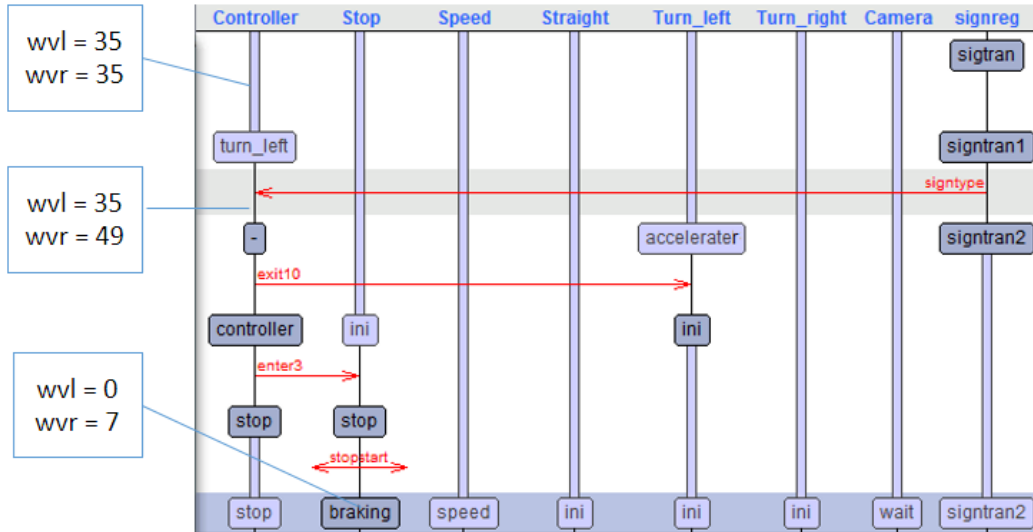 Controller Stop Speed Straight Turn_left Turn_right Camera signreg
wvl = 35
wvr = 35
sigtran
turn_left signtran1
signtype
wvl = 35
wvr = 49
- accelerater signtran2
exit10
controller ini ini
enter3
wvl = 0
wvr = 7
stop stop
stopstart
stop braking speed ini ini ini wait signtran2